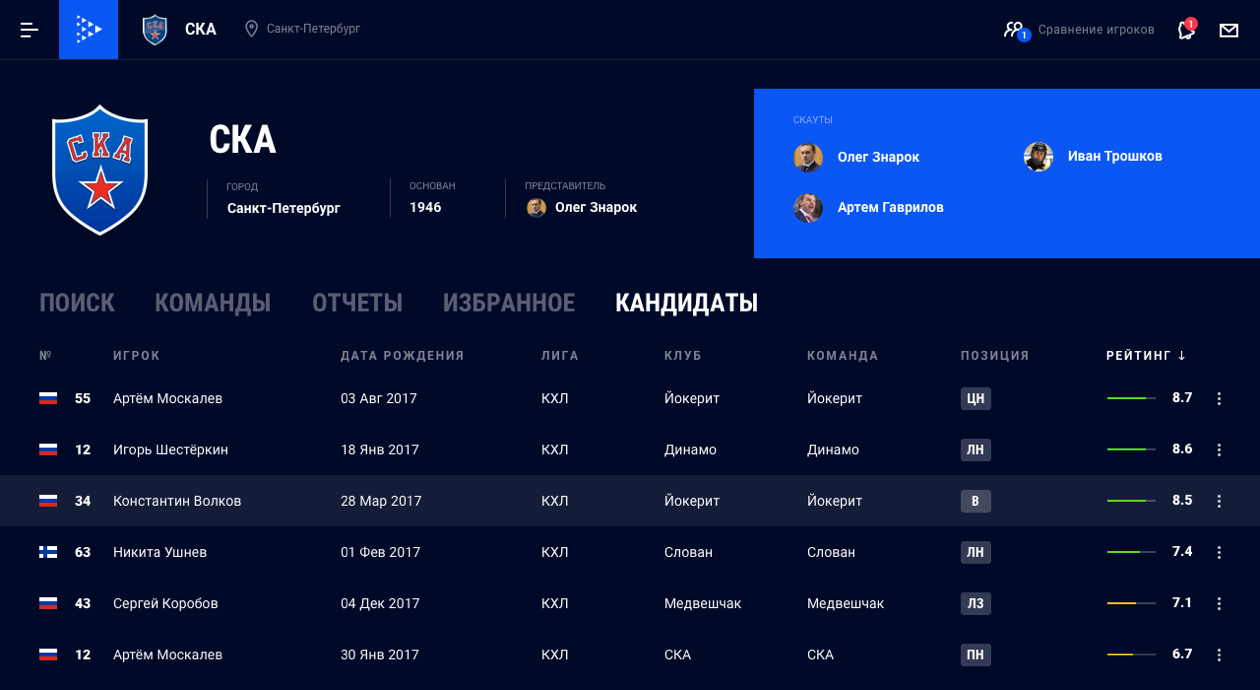 СКА
Санкт-Петербург
1
Сравнение игроков
1
СКА
СКА
ГОРОД
Санкт-Петербург
ОСНОВАН
1946
ПРЕДСТАВИТЕЛЬ
Олег Знарок
СКАУТЫ
Олег Знарок
Иван Трошков
Артем Гаврилов
ПОИСК КОМАНДЫ ОТЧЕТЫ ИЗБРАННОЕ КАНДИДАТЫ
№ ИГРОК ДАТА РОЖДЕНИЯ ЛИГА КЛУБ КОМАНДА ПОЗИЦИЯ РЕЙТИНГ ↓
55 Артём Москалев 03 Авг 2017 КХЛ Йокерит Йокерит ЦН 8.7
12 Игорь Шестёркин 18 Янв 2017 КХЛ Динамо Динамо ЛН 8.6
34 Константин Волков 28 Мар 2017 КХЛ Йокерит Йокерит В 8.5
63 Никита Ушнев 01 Фев 2017 КХЛ Слован Слован ЛН 7.4
43 Сергей Коробов 04 Дек 2017 КХЛ Медвешчак Медвешчак ЛЗ 7.1
12 Артём Москалев 30 Янв 2017 КХЛ СКА СКА ПН 6.7